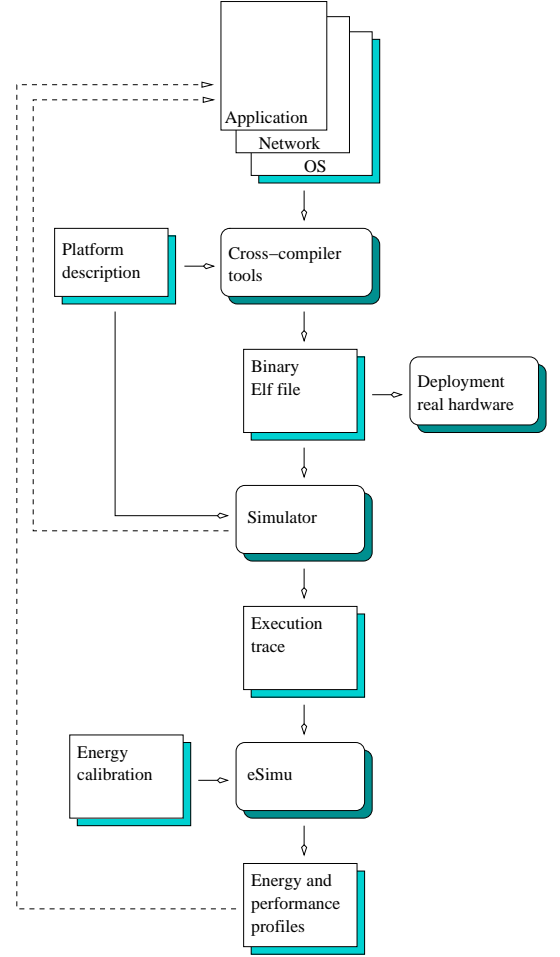 Application
Network
OS
Platform
description
Cross−compiler
tools
Binary
Elf file
Deployment
real hardware
Simulator
Execution
trace
Energy
calibration
eSimu
Energy and
performance
profiles